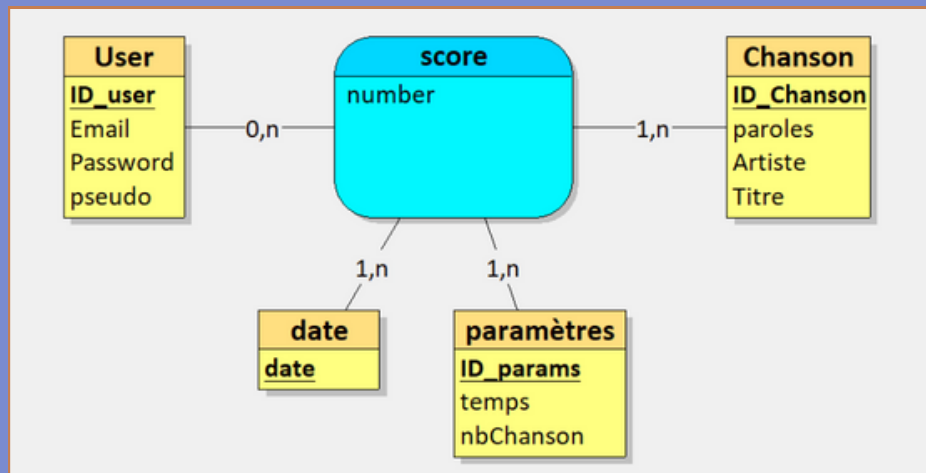 User
ID_user
Email
Password
pseudo
0,n
score
number
1,n
Chanson
ID_Chanson
paroles
Artiste
Titre
1,n
1,n
date
date
paramètres
ID_params
temps
nbChanson